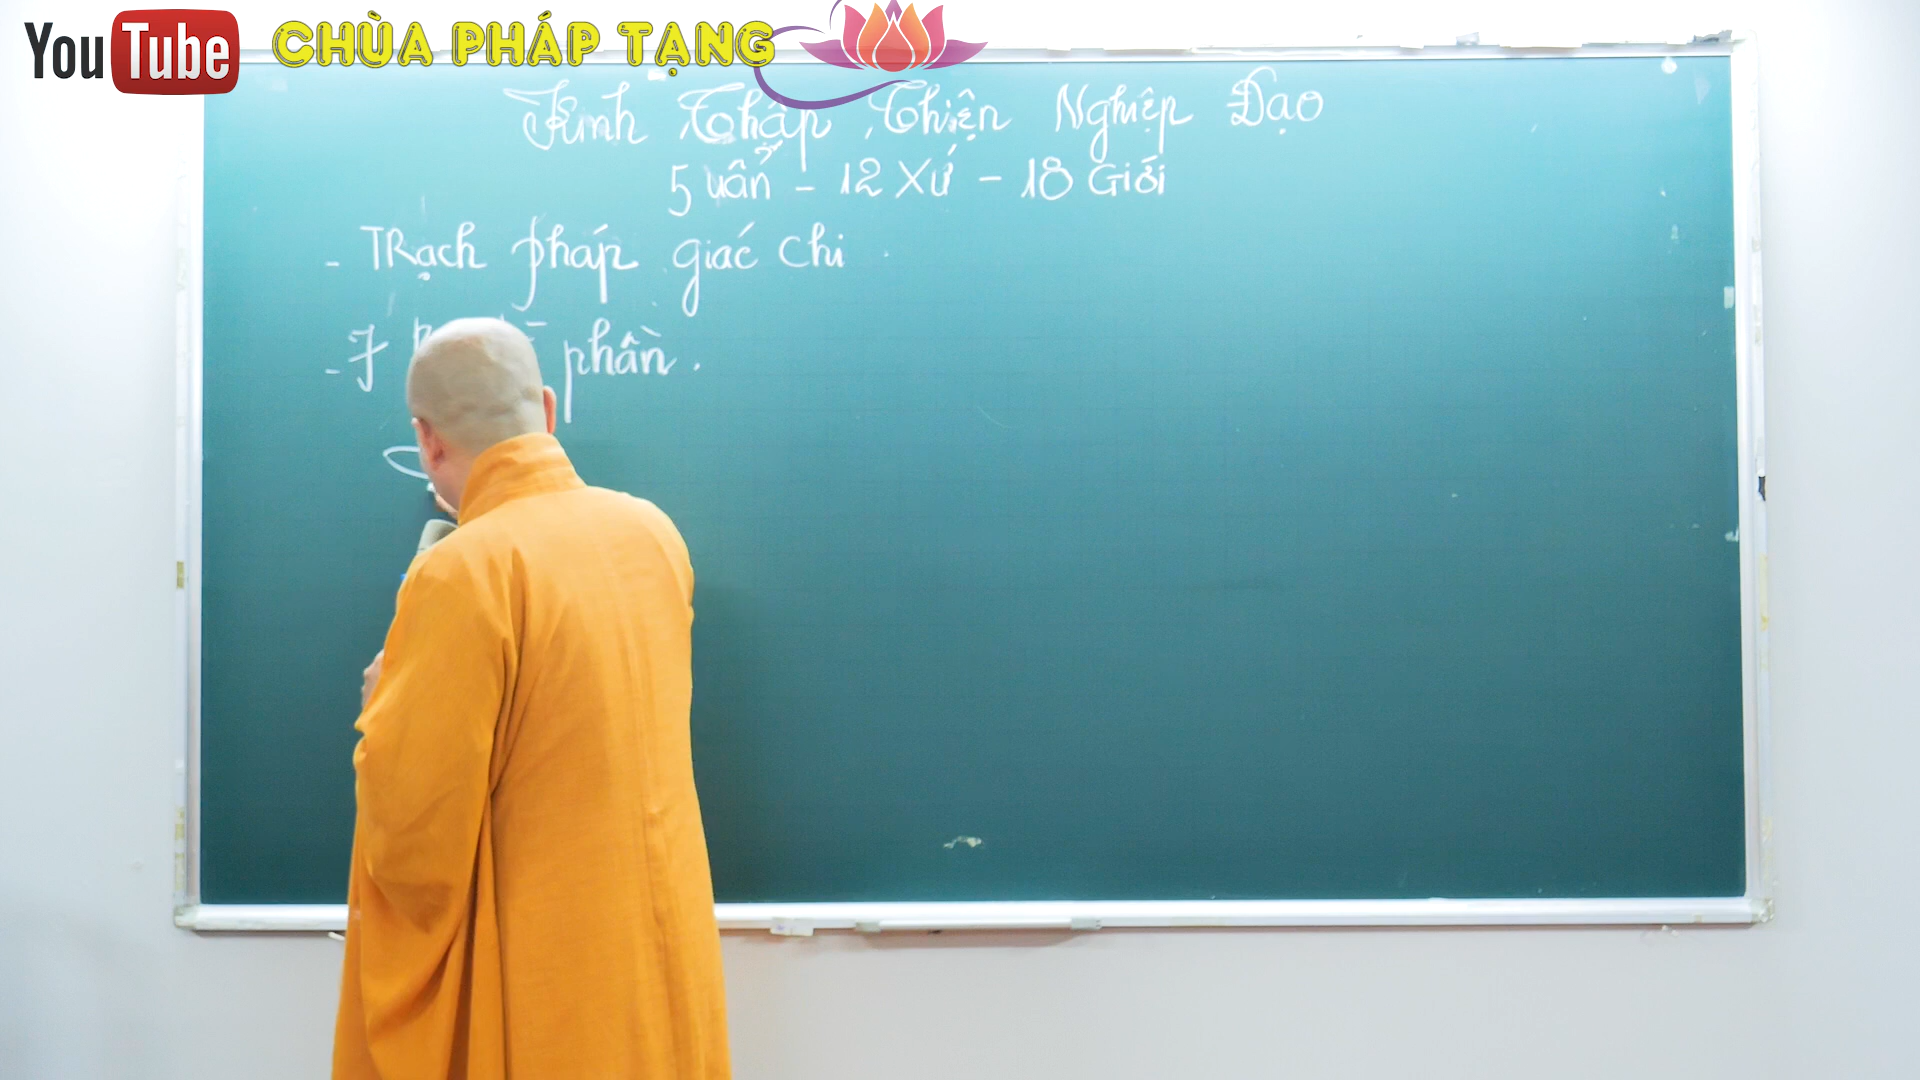 YouTube CHÙA PHÁP TẠNG
Kinh Thập Thiện Nghiệp Đạo
5 uẩn - 12 Xứ - 18 Giới
- Trạch pháp giác chi
- 7 phần.